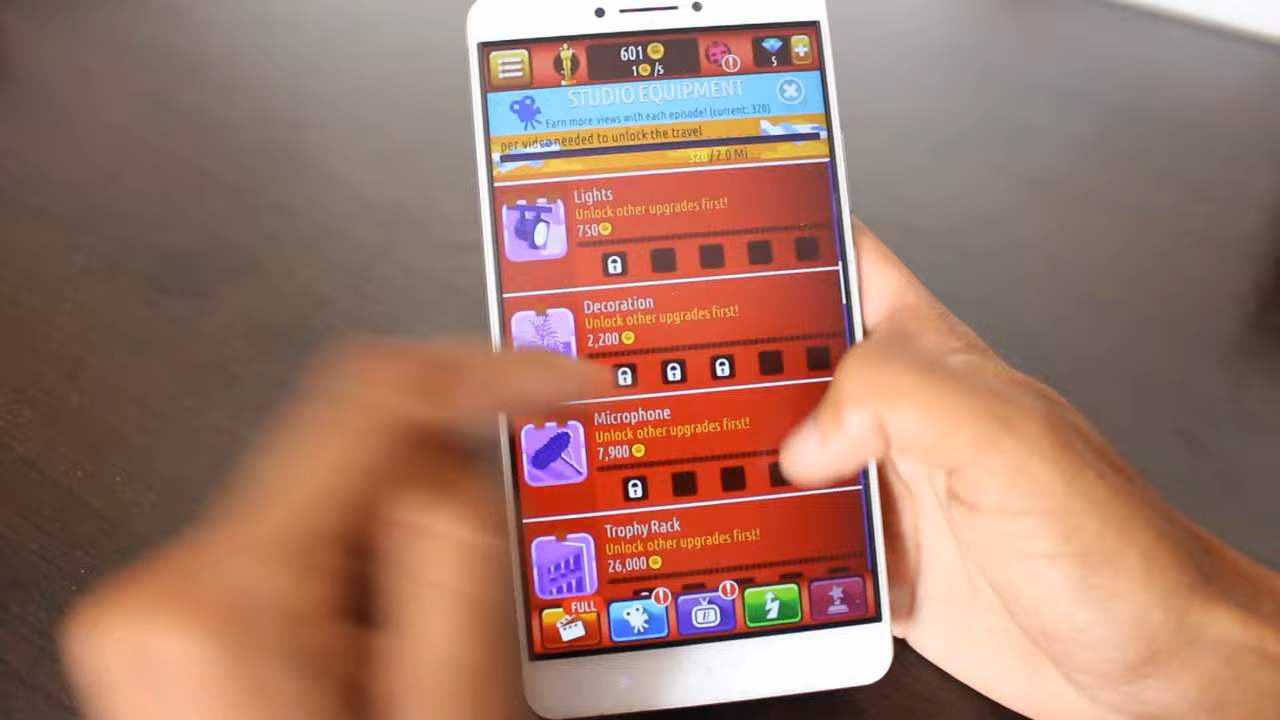 601
1 /s
5
STUDIO EQUIPMENT
Earn more views with each episode! (current: 320)
per video needed to unlock the travel
320/2.0 Mi
Lights
Unlock other upgrades first!
750
Decoration
Unlock other upgrades first!
2,200
Microphone
Unlock other upgrades first!
7,900
Trophy Rack
Unlock other upgrades first!
26,000
FULL